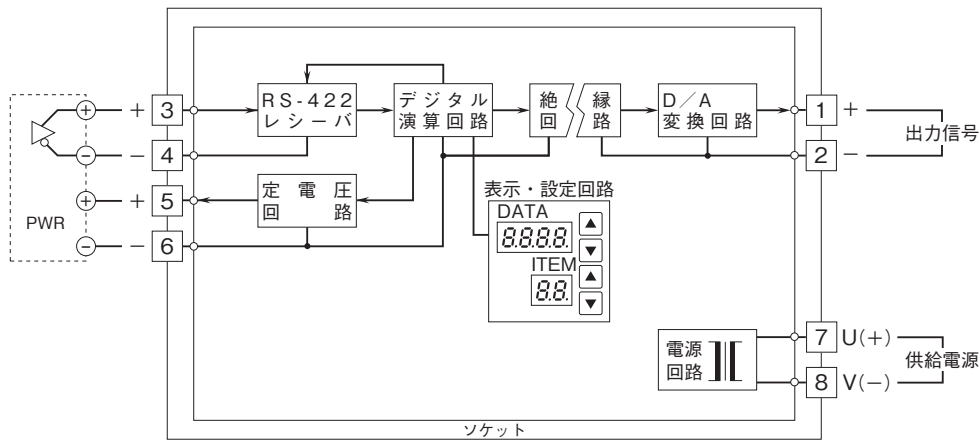 + 3
- 4
+ 5
- 6
PWR
RS-422
レシーバ
デジタル
演算回路
絶縁
回路
D/A
変換回路
1 +
2 -
出力信号
定電圧
回路
表示・設定回路
DATA
8.8.8.8.
ITEM
8.8.
電源
回路
7 U(+)
8 V(-)
供給電源
ソケット